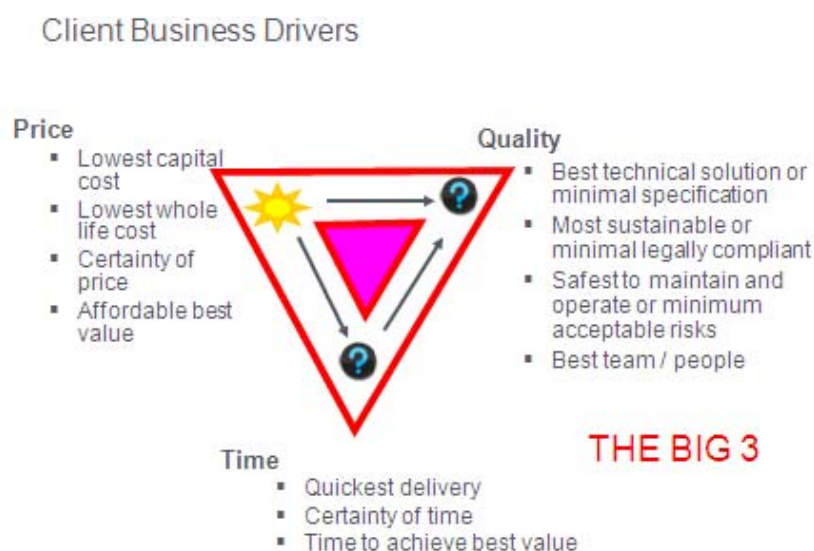 Client Business Drivers
Price
▪ Lowest capital
cost
▪ Lowest whole
life cost
▪ Certainty of
price
▪ Affordable best
value
Quality
▪ Best technical solution or
minimal specification
▪ Most sustainable or
minimal legally compliant
▪ Safest to maintain and
operate or minimum
acceptable risks
▪ Best team / people
?
?
THE BIG 3
Time
▪ Quickest delivery
▪ Certainty of time
▪ Time to achieve best value